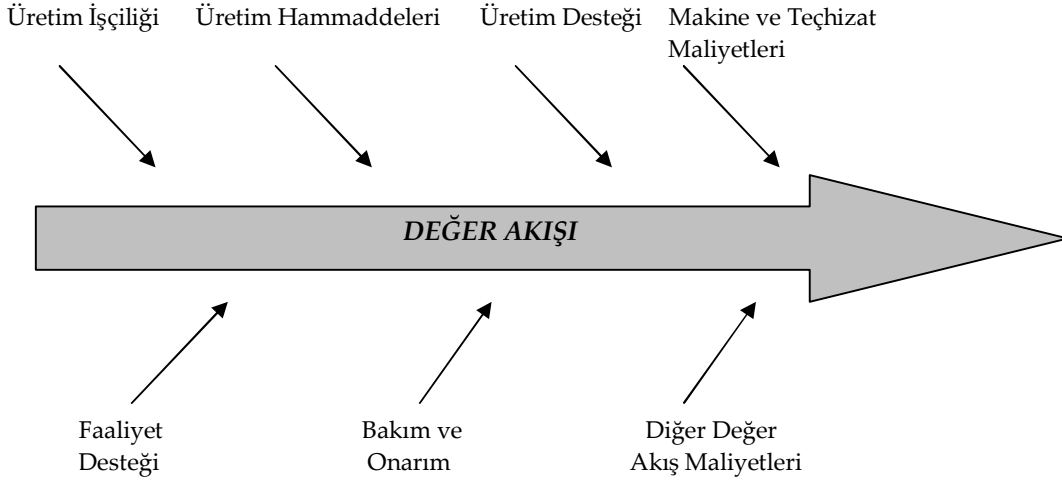 Üretim İşçiliği
Üretim Hammaddeleri
Üretim Desteği
Makine ve Teçhizat
Maliyetleri
DEĞER AKIŞI
Faaliyet
Desteği
Bakım ve
Onarım
Diğer Değer
Akış Maliyetleri